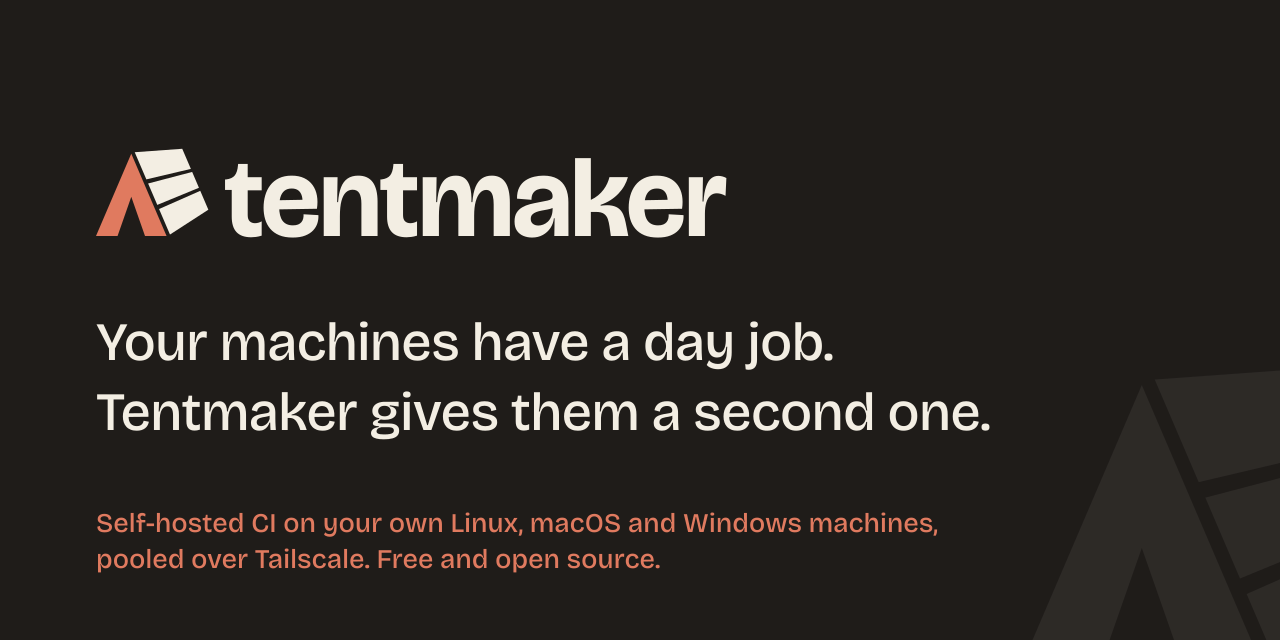 tentmaker
Your machines have a day job.
Tentmaker gives them a second one.
Self-hosted CI on your own Linux, macOS and Windows machines,
pooled over Tailscale. Free and open source.